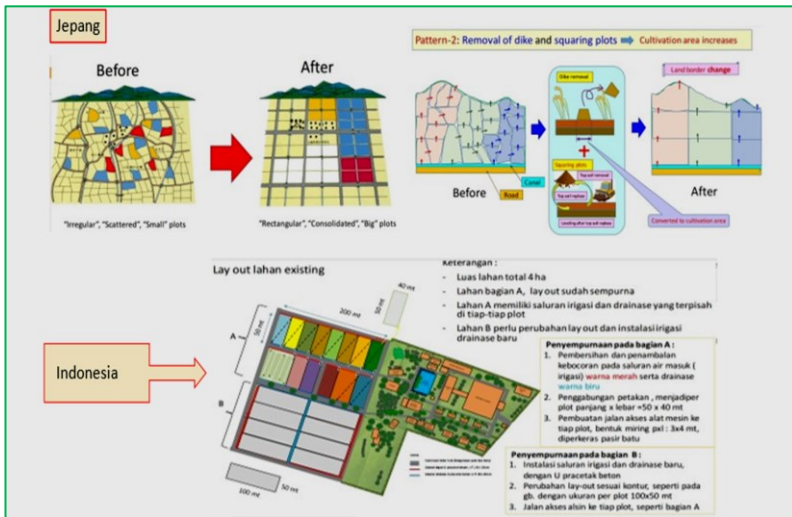 Jepang
Before
After
"Irregular", "Scattered", "Small" plots
"Rectangular", "Consolidated", "Big" plots
Pattern-2: Removal of dike and squaring plots
Cultivation area increases
Dike removal
Squaring plots
Top soil removal
Land border change
Before
Canal
Road
After
Converted to cultivation area
Indonesia
Lay out lahan existing
200 mt
50 mt
40 mt
50 mt
A
B
100 mt
50 mt
Keterangan :
- Luas lahan total 4 ha
- Lahan bagian A, lay out sudah sempurna
- Lahan A memiliki saluran irigasi dan drainase yang terpisah
di tiap-tiap plot
- Lahan B perlu perubahan lay out dan instalasi irigasi
drainase baru
Penyempurnaan pada bagian A :
1. Pembersihan dan penambalan
kebocoran pada saluran air masuk (
irigasi) warna merah serta drainase
warna biru
2. Penggabungan petakan , menjadiper
plot panjang x lebar =50 x 40 mt
3. Pembuatan jalan akses alat mesin ke
tiap plot, bentuk miring pxl : 3x4 mt,
diperkeras pasir batu
Penyempurnaan pada bagian B :
1. Instalasi saluran irigasi dan drainase baru,
dengan U pracetak beton
2. Perubahan lay-out sesuai kontur, seperti pada
gb. dengan ukuran per plot 100x50 mt
3. Jalan akses alsin ke tiap plot, seperti bagian A